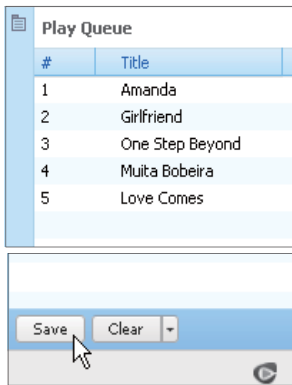 Play Queue
# Title
1 Amanda
2 Girlfriend
3 One Step Beyond
4 Muita Bobeira
5 Love Comes
Save Clear